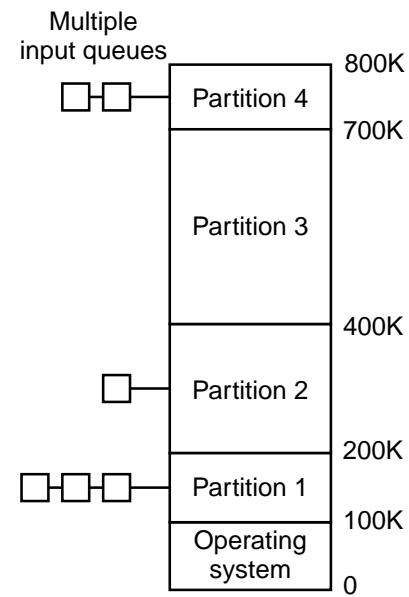 Multiple
input queues
800K
Partition 4
700K
Partition 3
400K
Partition 2
200K
Partition 1
100K
Operating
system
0